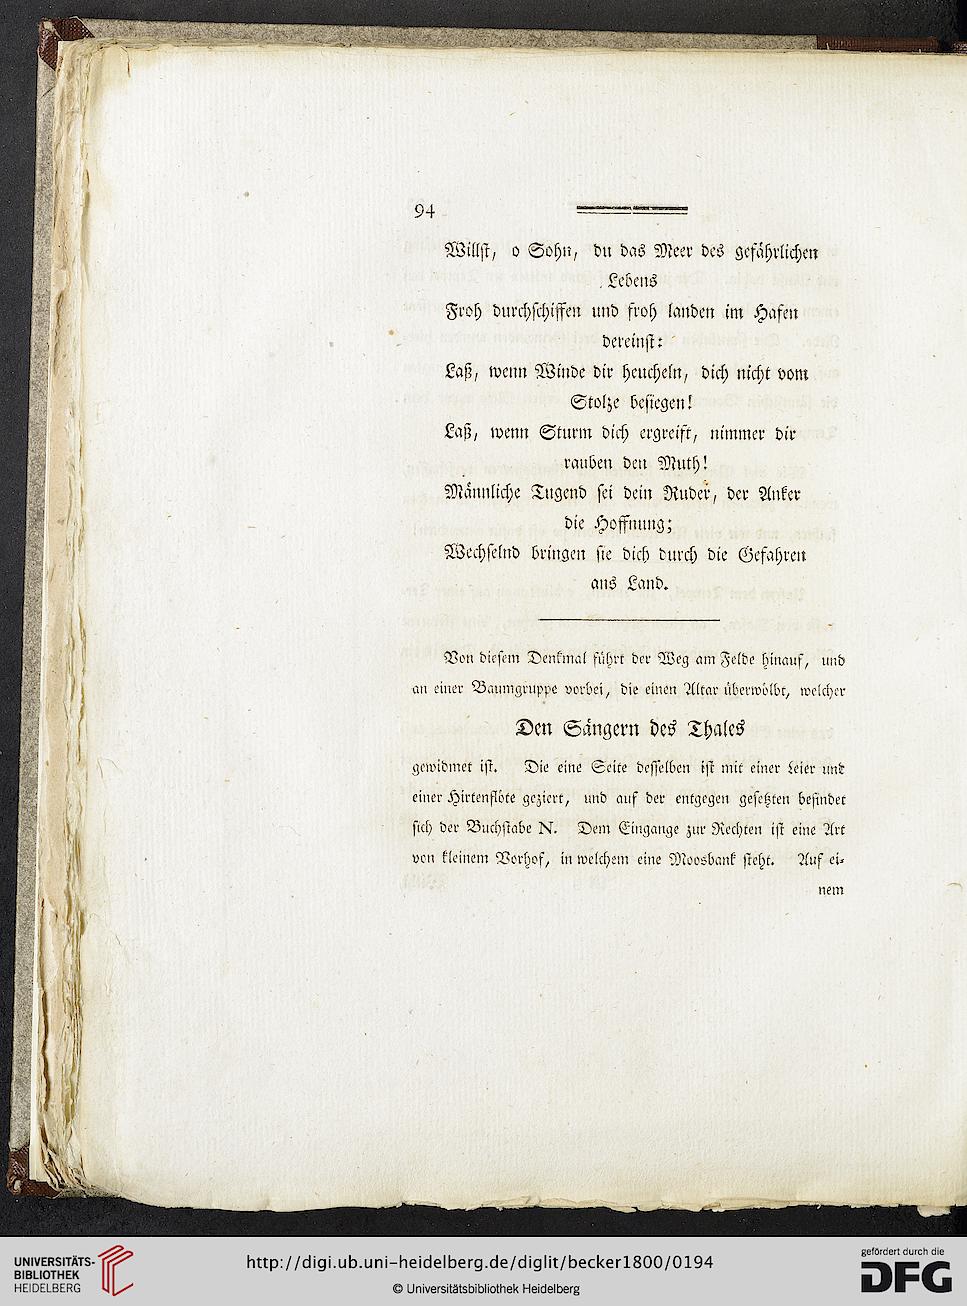 94
Willst, o Sohn, du das Meer des gefährlichen
Lebens
Froh durchschiffen und froh landen im Hafen
dereinst:
Laß, wenn Winde dir heucheln, dich nicht vom
Stolze besiegen!
Laß, wenn Sturm dich ergreift, nimmer dir
rauben den Muth!
Männliche Tugend sei dein Ruder, der Anker
die Hoffnung;
Wechselnd bringen sie dich durch die Gefahren
ans Land.
Von diesem Denkmal führt der Weg am Felde hinauf, und
an einer Baumgruppe vorbei, die einen Altar überwölbt, welcher
Den Sängern des Thales
gewidmet ist. Die eine Seite desselben ist mit einer Leier und
einer Hirtenflöte geziert, und auf der entgegen gesetzten befindet
sich der Buchstabe N. Dem Eingange zur Rechten ist eine Art
von kleinem Vorhof, in welchem eine Moosbank steht. Auf ei-
nem
UNIVERSITÄTS-
BIBLIOTHEK
HEIDELBERG
http://digi.ub.uni-heidelberg.de/diglit/becker1800/0194
© Universitätsbibliothek Heidelberg
gefördert durch die
DFG